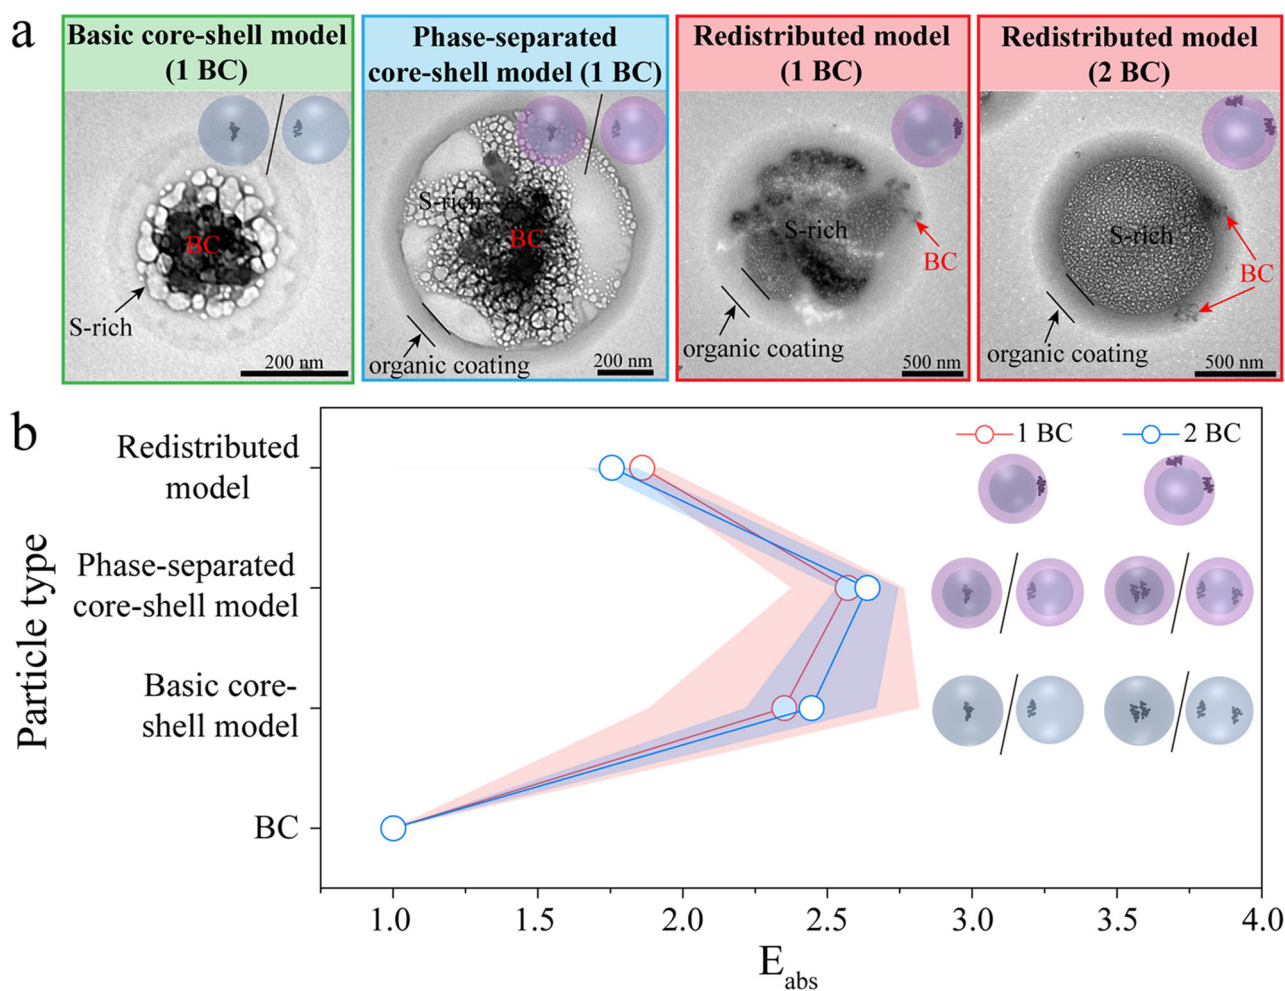 a
Basic core-shell model
(1 BC)
Phase-separated
core-shell model (1 BC)
Redistributed model
(1 BC)
Redistributed model
(2 BC)
BC
S-rich
200 nm
S-rich
BC
organic coating
200 nm
S-rich
BC
organic coating
500 nm
S-rich
BC
organic coating
500 nm
b
1 BC
2 BC
Particle type
Redistributed
model
Phase-separated
core-shell model
Basic core-
shell model
BC
1.0 1.5 2.0 2.5 3.0 3.5 4.0
Eabs